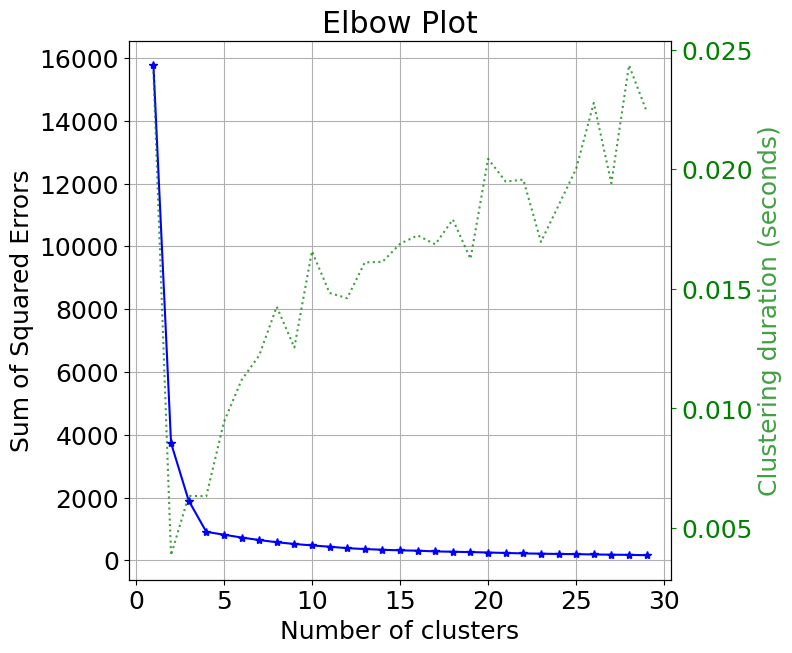 Elbow Plot
Sum of Squared Errors
16000
14000
12000
10000
8000
6000
4000
2000
0
0 5 10 15 20 25 30
Number of clusters
0.025
0.020
0.015
0.010
0.005
Clustering duration (seconds)